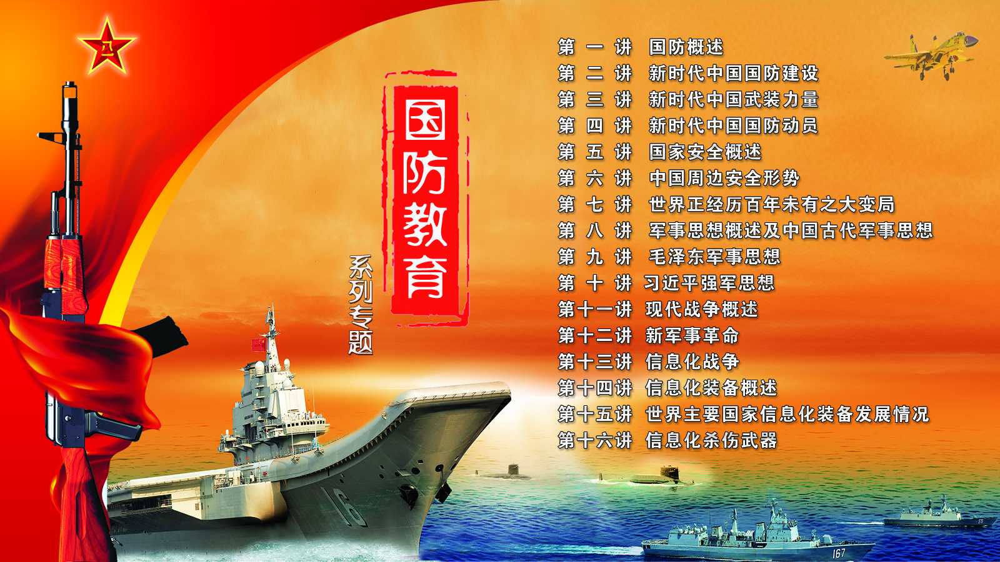 八一
国防教育
系列专题
第一讲 国防概述
第二讲 新时代中国国防建设
第三讲 新时代中国武装力量
第四讲 新时代中国国防动员
第五讲 国家安全概述
第六讲 中国周边安全形势
第七讲 世界正经历百年未有之大变局
第八讲 军事思想概述及中国古代军事思想
第九讲 毛泽东军事思想
第十讲 习近平强军思想
第十一讲 现代战争概述
第十二讲 新军事革命
第十三讲 信息化战争
第十四讲 信息化装备概述
第十五讲 世界主要国家信息化装备发展情况
第十六讲 信息化杀伤武器
16
167
570